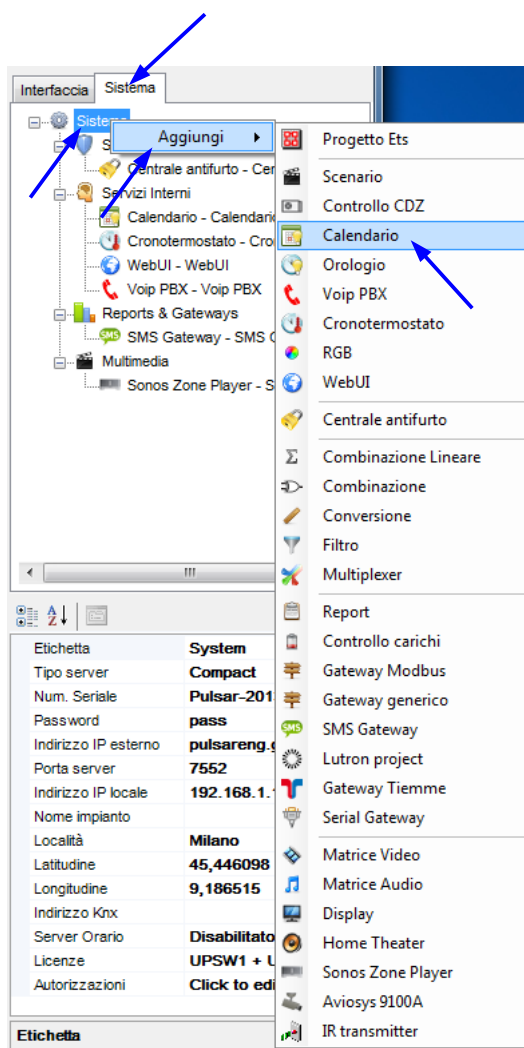 Interfaccia Sistema
Sistema
Aggiungi
S
Centrale antifurto - Cer
Servizi Interni
Calendario - Calendario
Cronotermostato - Cro
WebUI - WebUI
Voip PBX - Voip PBX
Reports & Gateways
SMS Gateway - SMS G
Multimedia
Sonos Zone Player - S
Progetto Ets
Scenario
Controllo CDZ
Calendario
Orologio
Voip PBX
Cronotermostato
RGB
WebUI
Centrale antifurto
Combinazione Lineare
Combinazione
Conversione
Filtro
Multiplexer
Report
Controllo carichi
Gateway Modbus
Gateway generico
SMS Gateway
Lutron project
Gateway Tiemme
Serial Gateway
Matrice Video
Matrice Audio
Display
Home Theater
Sonos Zone Player
Aviosys 9100A
IR transmitter
Etichetta System
Tipo server Compact
Num. Seriale Pulsar-201
Password pass
Indirizzo IP esterno pulsareng.g
Porta server 7552
Indirizzo IP locale 192.168.1.1
Nome impianto
Località Milano
Latitudine 45,446098
Longitudine 9,186515
Indirizzo Knx
Server Orario Disabilitato
Licenze UPSW1 + U
Autorizzazioni Click to edi
Etichetta